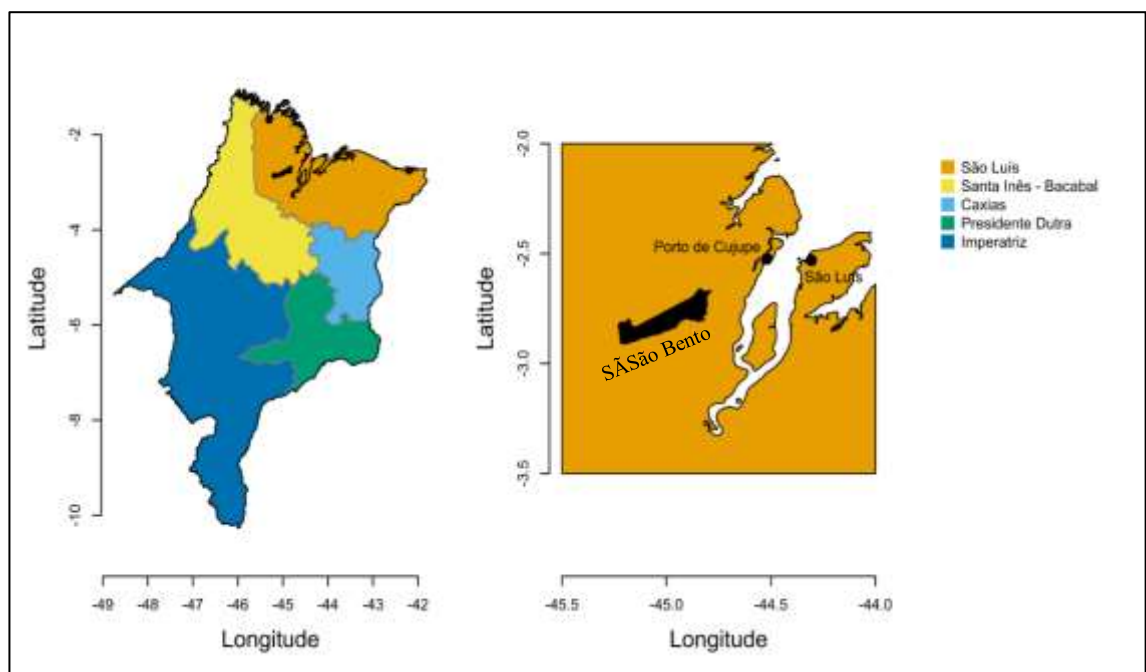 Latitude
-2
-4
-6
-8
-10
-49 -48 -47 -46 -45 -44 -43 -42
Longitude
Latitude
-2.0
-2.5
-3.0
-3.5
Porto de Cujupe
São Luís
SÃSão Bento
-45.5 -45.0 -44.5 -44.0
Longitude
São Luís
Santa Inês - Bacabal
Caxias
Presidente Dutra
Imperatriz